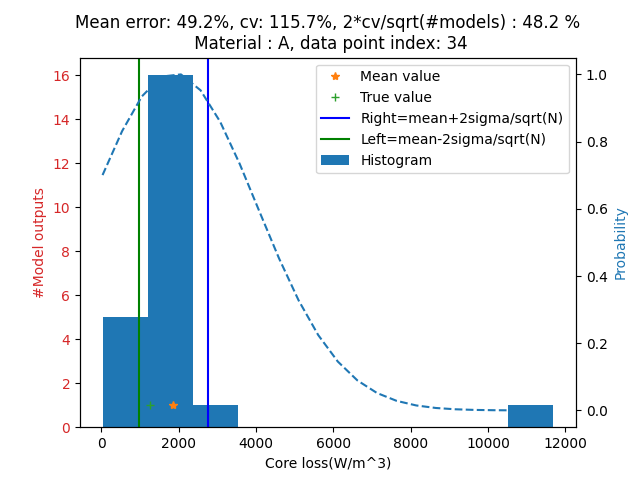 Mean error: 49.2%, cv: 115.7%, 2*cv/sqrt(#models) : 48.2 %
Material : A, data point index: 34
Mean value
True value
Right=mean+2sigma/sqrt(N)
Left=mean-2sigma/sqrt(N)
Histogram
#Model outputs
16
14
12
10
8
6
4
2
0
1.0
0.8
0.6
0.4
0.2
0.0
Probability
0 2000 4000 6000 8000 10000 12000
Core loss(W/m^3)